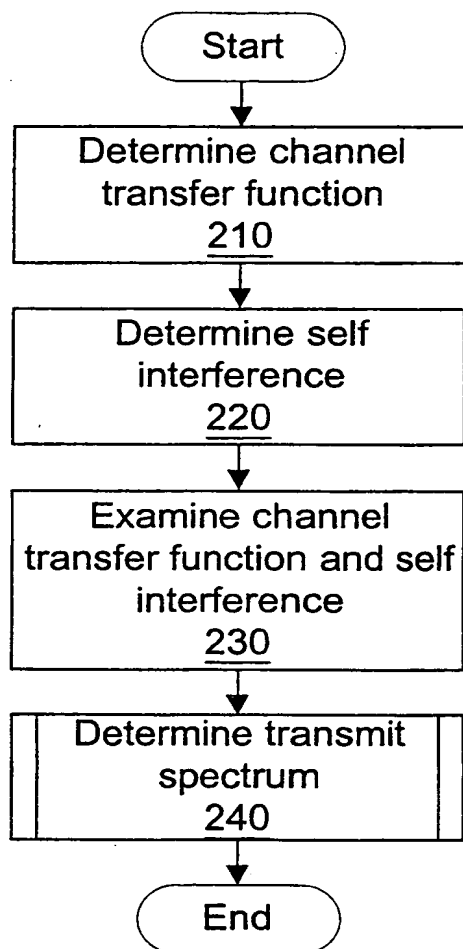 Start
Determine channel
transfer function
210
Determine self
interference
220
Examine channel
transfer function and self
interference
230
Determine transmit
spectrum
240
End